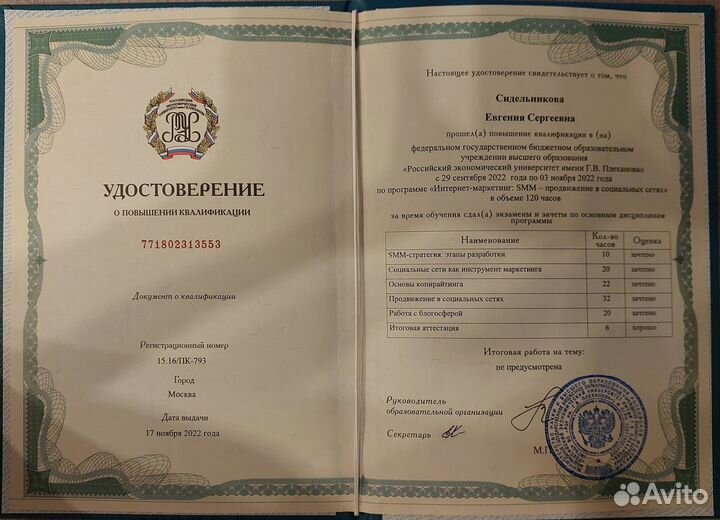 РОССИЙСКИЙ
ЭКОНОМИЧЕСКИЙ
УДОСТОВЕРЕНИЕ
О ПОВЫШЕНИИ КВАЛИФИКАЦИИ
771802313553
Документ о квалификации
Регистрационный номер
15.16/ПК-793
Город
Москва
Дата выдачи
17 ноября 2022 года
Настоящее удостоверение свидетельствует о том, что
Сидельникова
Евгения Сергеевна
прошел(а) повышение квалификации в (на)
федеральном государственном бюджетном образовательном
учреждении высшего образования
«Российский экономический университет имени Г.В. Плеханова»
с 29 сентября 2022 года по 03 ноября 2022 года
по программе «Интернет-маркетинг: SMM – продвижение в социальных сетях»
в объеме 120 часов
за время обучения сдал(а) экзамены и зачеты по основным дисциплинам
программы
Наименование Кол-во часов Оценка
SMM-стратегия: этапы разработки 10 зачтено
Социальные сети как инструмент маркетинга 20 зачтено
Основы копирайтинга 22 зачтено
Продвижение в социальных сетях 32 зачтено
Работа с блогосферой 20 зачтено
Итоговая аттестация 6 хорошо
Итоговая работа на тему:
не предусмотрена
Руководитель
образовательной организации
Секретарь
М.П
Avito